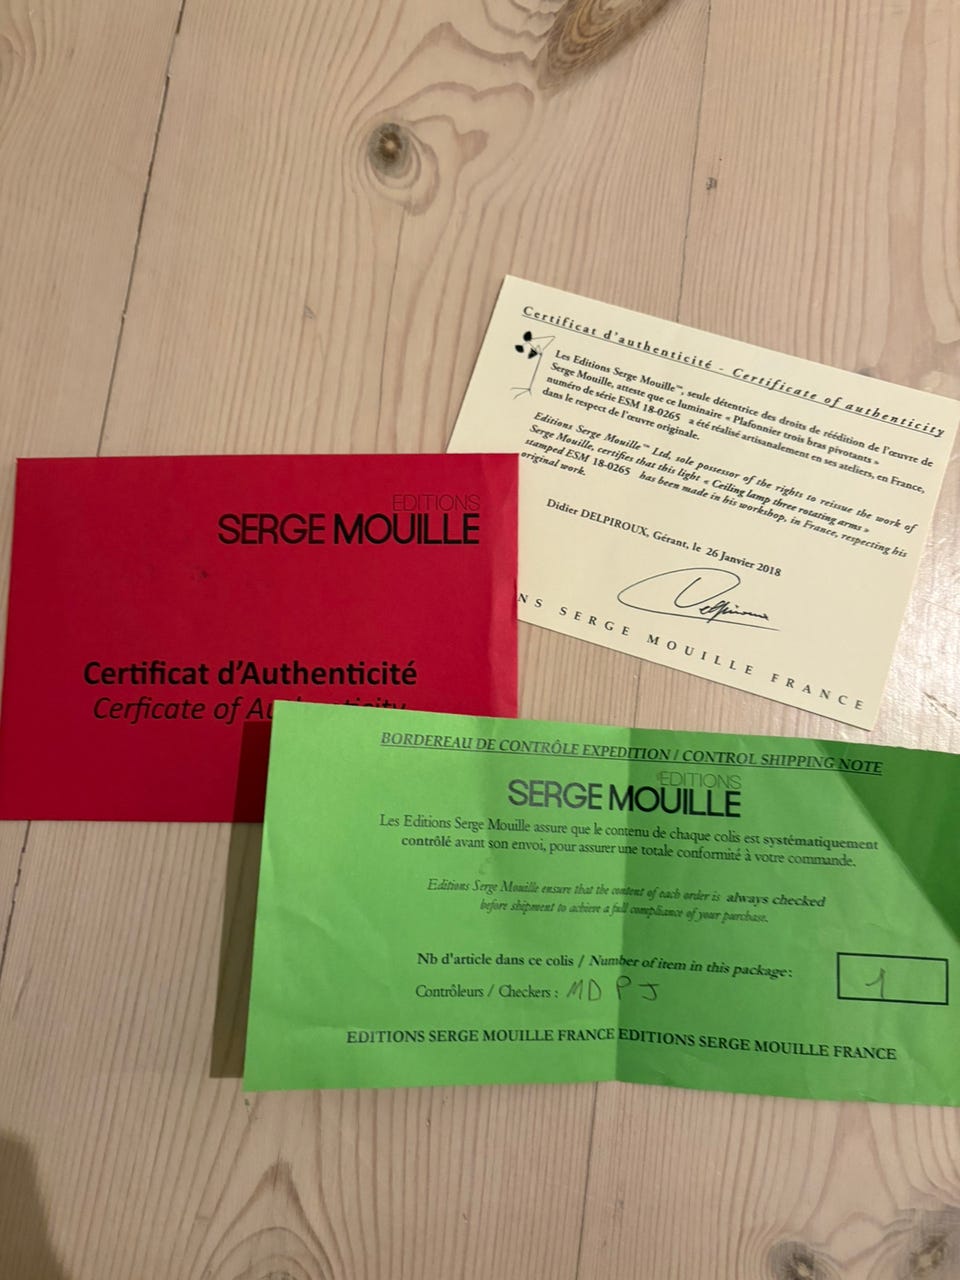 Certificat d'authenticité - Certificate of authenticity
Les Editions Serge Mouille™, seule détentrice des droits de réédition de l'œuvre de
Serge Mouille, atteste que ce luminaire « Plafonnier trois bras pivotants »
numéro de série ESM 18-0265 a été réalisé artisanalement en ses ateliers, en France,
dans le respect de l'œuvre originale.
Editions Serge Mouille™ Ltd, sole possessor of the rights to reissue the work of
Serge Mouille, certifies that this light « Ceiling lamp three rotating arms »
stamped ESM 18-0265 has been made in his workshop, in France, respecting his
original work.
Didier DELPIROUX, Gérant, le 26 Janvier 2018
Delpiroux
NS SERGE MOUILLE FRANCE
EDITIONS
SERGE MOUILLE
Certificat d'Authenticité
Cerficate of Authenticity
BORDEREAU DE CONTRÔLE EXPEDITION / CONTROL SHIPPING NOTE
EDITIONS
SERGE MOUILLE
Les Editions Serge Mouille assure que le contenu de chaque colis est systématiquement
contrôlé avant son envoi, pour assurer une totale conformité à votre commande.
Editions Serge Mouille ensure that the content of each order is always checked
before shipment to achieve a full compliance of your purchase.
Nb d'article dans ce colis / Number of item in this package : 1
Contrôleurs / Checkers : MD PJ
EDITIONS SERGE MOUILLE FRANCE EDITIONS SERGE MOUILLE FRANCE